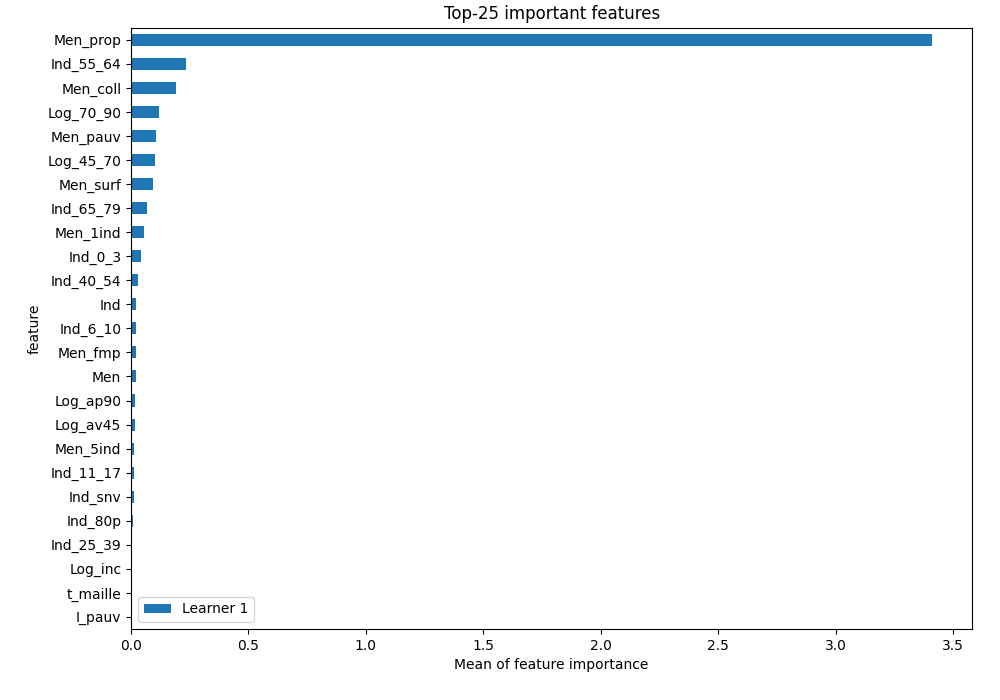 Top-25 important features
Men_prop
Ind_55_64
Men_coll
Log_70_90
Men_pauv
Log_45_70
Men_surf
Ind_65_79
Men_1ind
Ind_0_3
Ind_40_54
Ind
Ind_6_10
Men_fmp
Men
Log_ap90
Log_av45
Men_5ind
Ind_11_17
Ind_snv
Ind_80p
Ind_25_39
Log_inc
t_maille
I_pauv
feature
Learner 1
0.0 0.5 1.0 1.5 2.0 2.5 3.0 3.5
Mean of feature importance